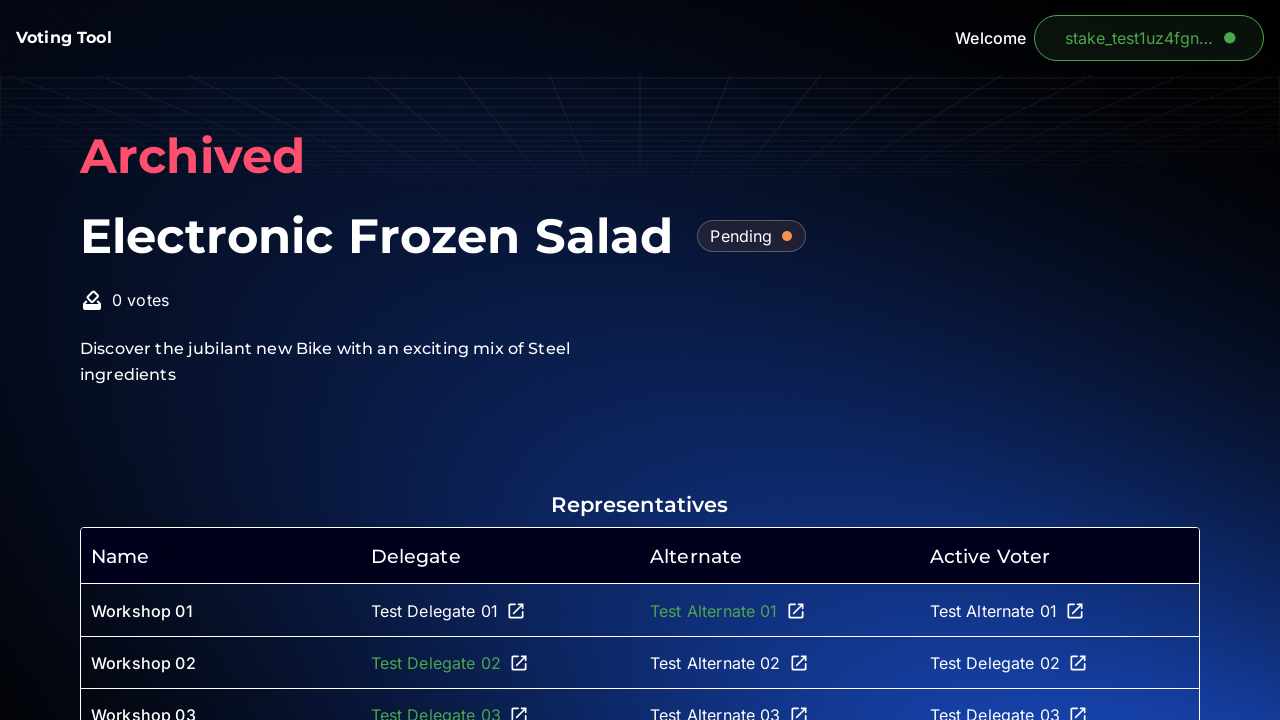 Voting Tool
Welcome
stake_test1uz4fgn...
Archived
Electronic Frozen Salad
Pending
0 votes
Discover the jubilant new Bike with an exciting mix of Steel
ingredients
Representatives
Name Delegate Alternate Active Voter
Workshop 01 Test Delegate 01 Test Alternate 01 Test Alternate 01
Workshop 02 Test Delegate 02 Test Alternate 02 Test Delegate 02
Workshop 03 Test Delegate 03 Test Alternate 03 Test Delegate 03